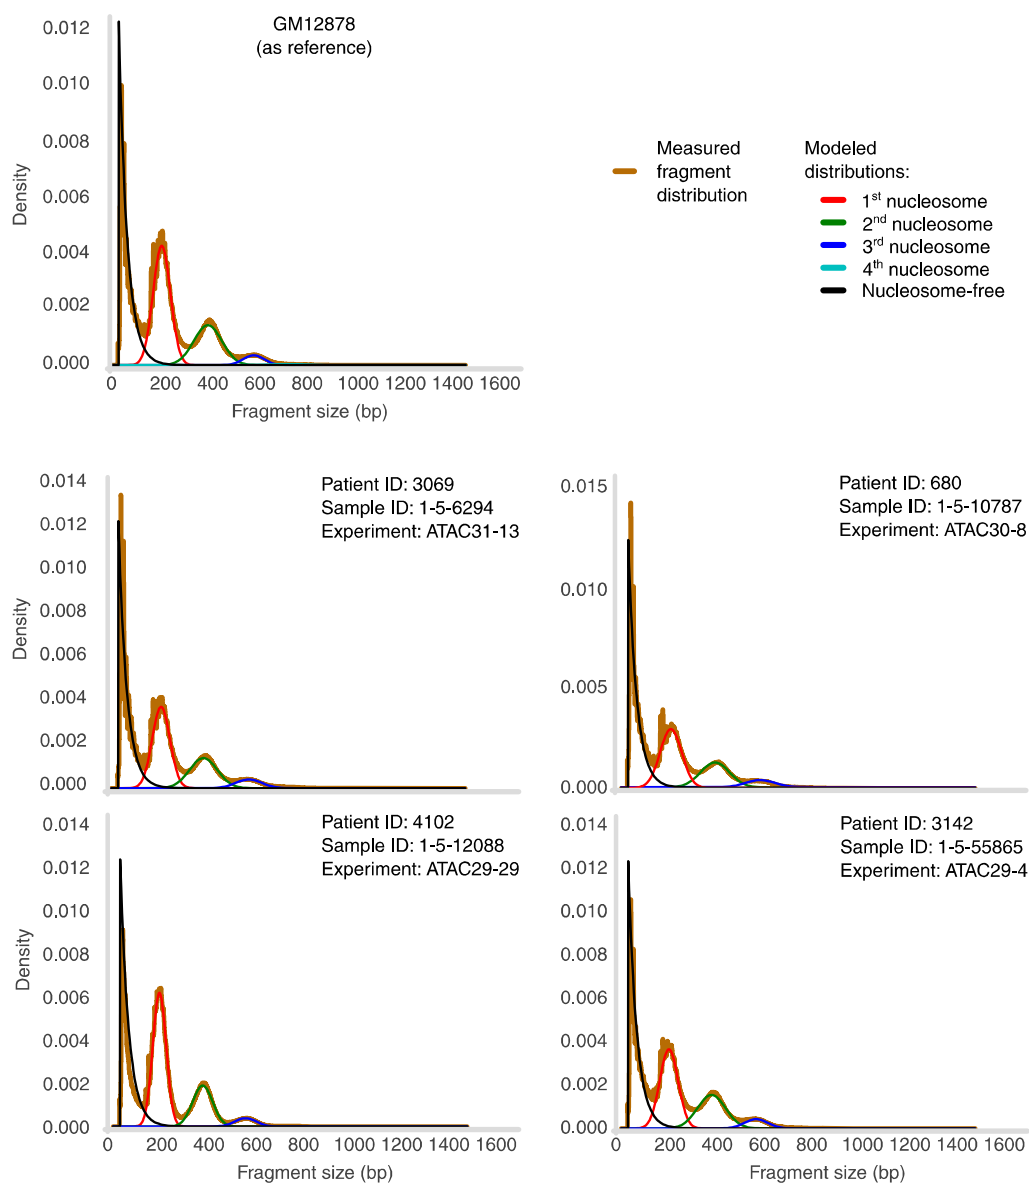 GM12878
(as reference)
0.012
0.010
0.008
0.006
0.004
0.002
0.000
Density
0 200 400 600 800 1000 1200 1400 1600
Fragment size (bp)
Measured
fragment
distribution
Modeled
distributions:
1st nucleosome
2nd nucleosome
3rd nucleosome
4th nucleosome
Nucleosome-free
Patient ID: 3069
Sample ID: 1-5-6294
Experiment: ATAC31-13
0.014
0.012
0.010
0.008
0.006
0.004
0.002
0.000
Density
Patient ID: 680
Sample ID: 1-5-10787
Experiment: ATAC30-8
0.015
0.010
0.005
0.000
Patient ID: 4102
Sample ID: 1-5-12088
Experiment: ATAC29-29
0.014
0.012
0.010
0.008
0.006
0.004
0.002
0.000
Density
0 200 400 600 800 1000 1200 1400 1600
Fragment size (bp)
Patient ID: 3142
Sample ID: 1-5-55865
Experiment: ATAC29-4
0.014
0.012
0.010
0.008
0.006
0.004
0.002
0.000
0 200 400 600 800 1000 1200 1400 1600
Fragment size (bp)